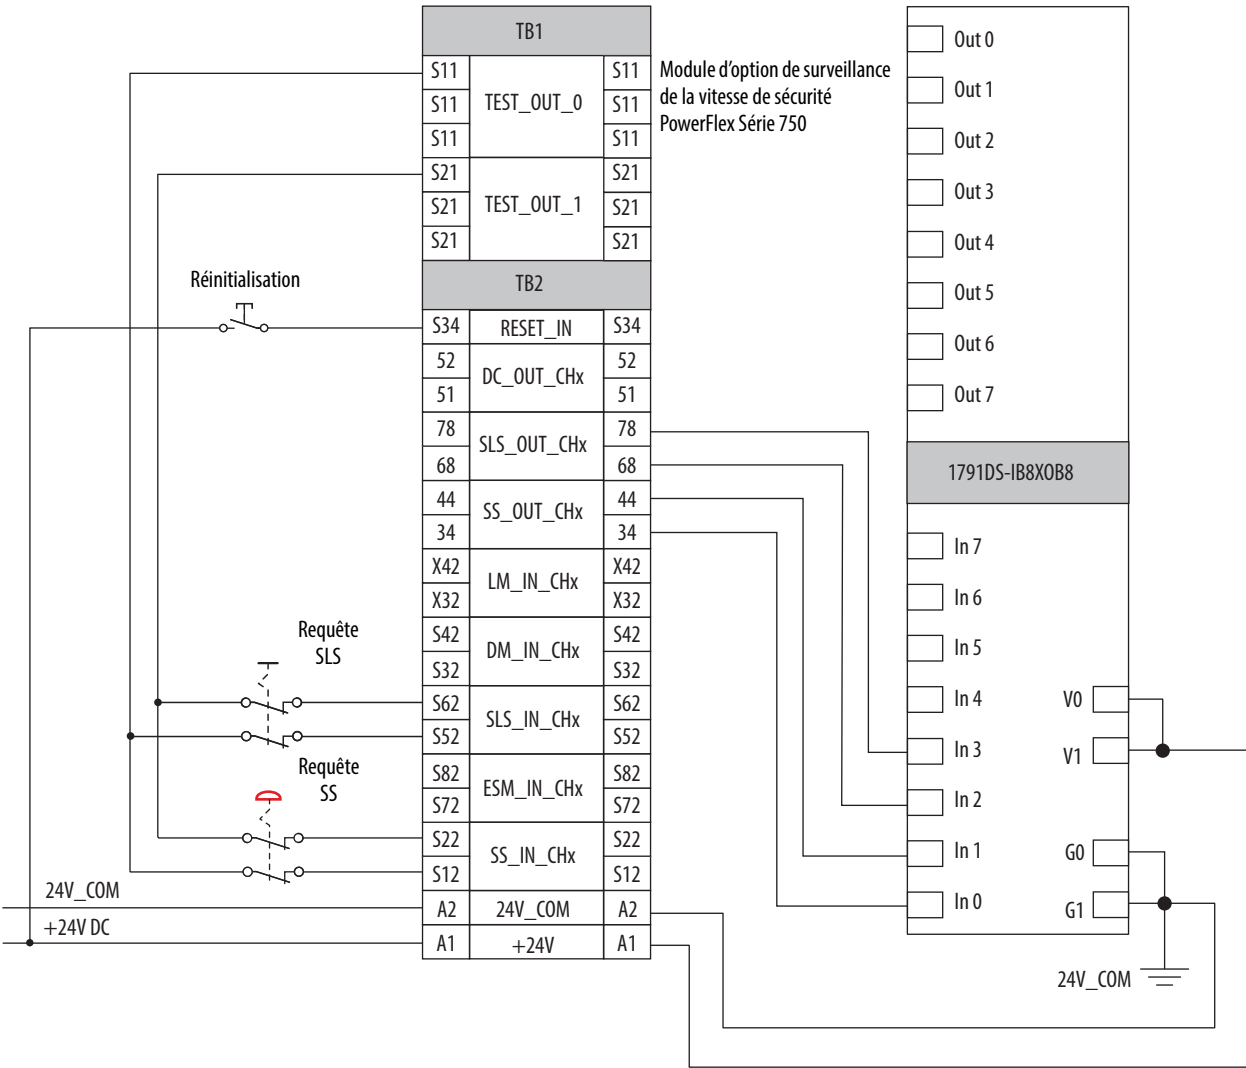 TB1
S11
TEST_OUT_0
S11
S11
S11
S11
S11
S21
TEST_OUT_1
S21
S21
S21
S21
S21
Module d'option de surveillance
de la vitesse de sécurité
PowerFlex Série 750
TB2
Réinitialisation
S34
RESET_IN
S34
52
DC_OUT_CHx
52
51
51
78
SLS_OUT_CHx
78
68
68
44
SS_OUT_CHx
44
34
34
X42
LM_IN_CHx
X42
X32
X32
S42
DM_IN_CHx
S42
S32
S32
Requête
SLS
S62
SLS_IN_CHx
S62
S52
S52
Requête
SS
S82
ESM_IN_CHx
S82
S72
S72
S22
SS_IN_CHx
S22
S12
S12
24V_COM
A2
24V_COM
A2
+24V DC
A1
+24V
A1
Out 0
Out 1
Out 2
Out 3
Out 4
Out 5
Out 6
Out 7
1791DS-IB8XOB8
In 7
In 6
In 5
In 4
V0
In 3
V1
In 2
In 1
G0
In 0
G1
24V_COM